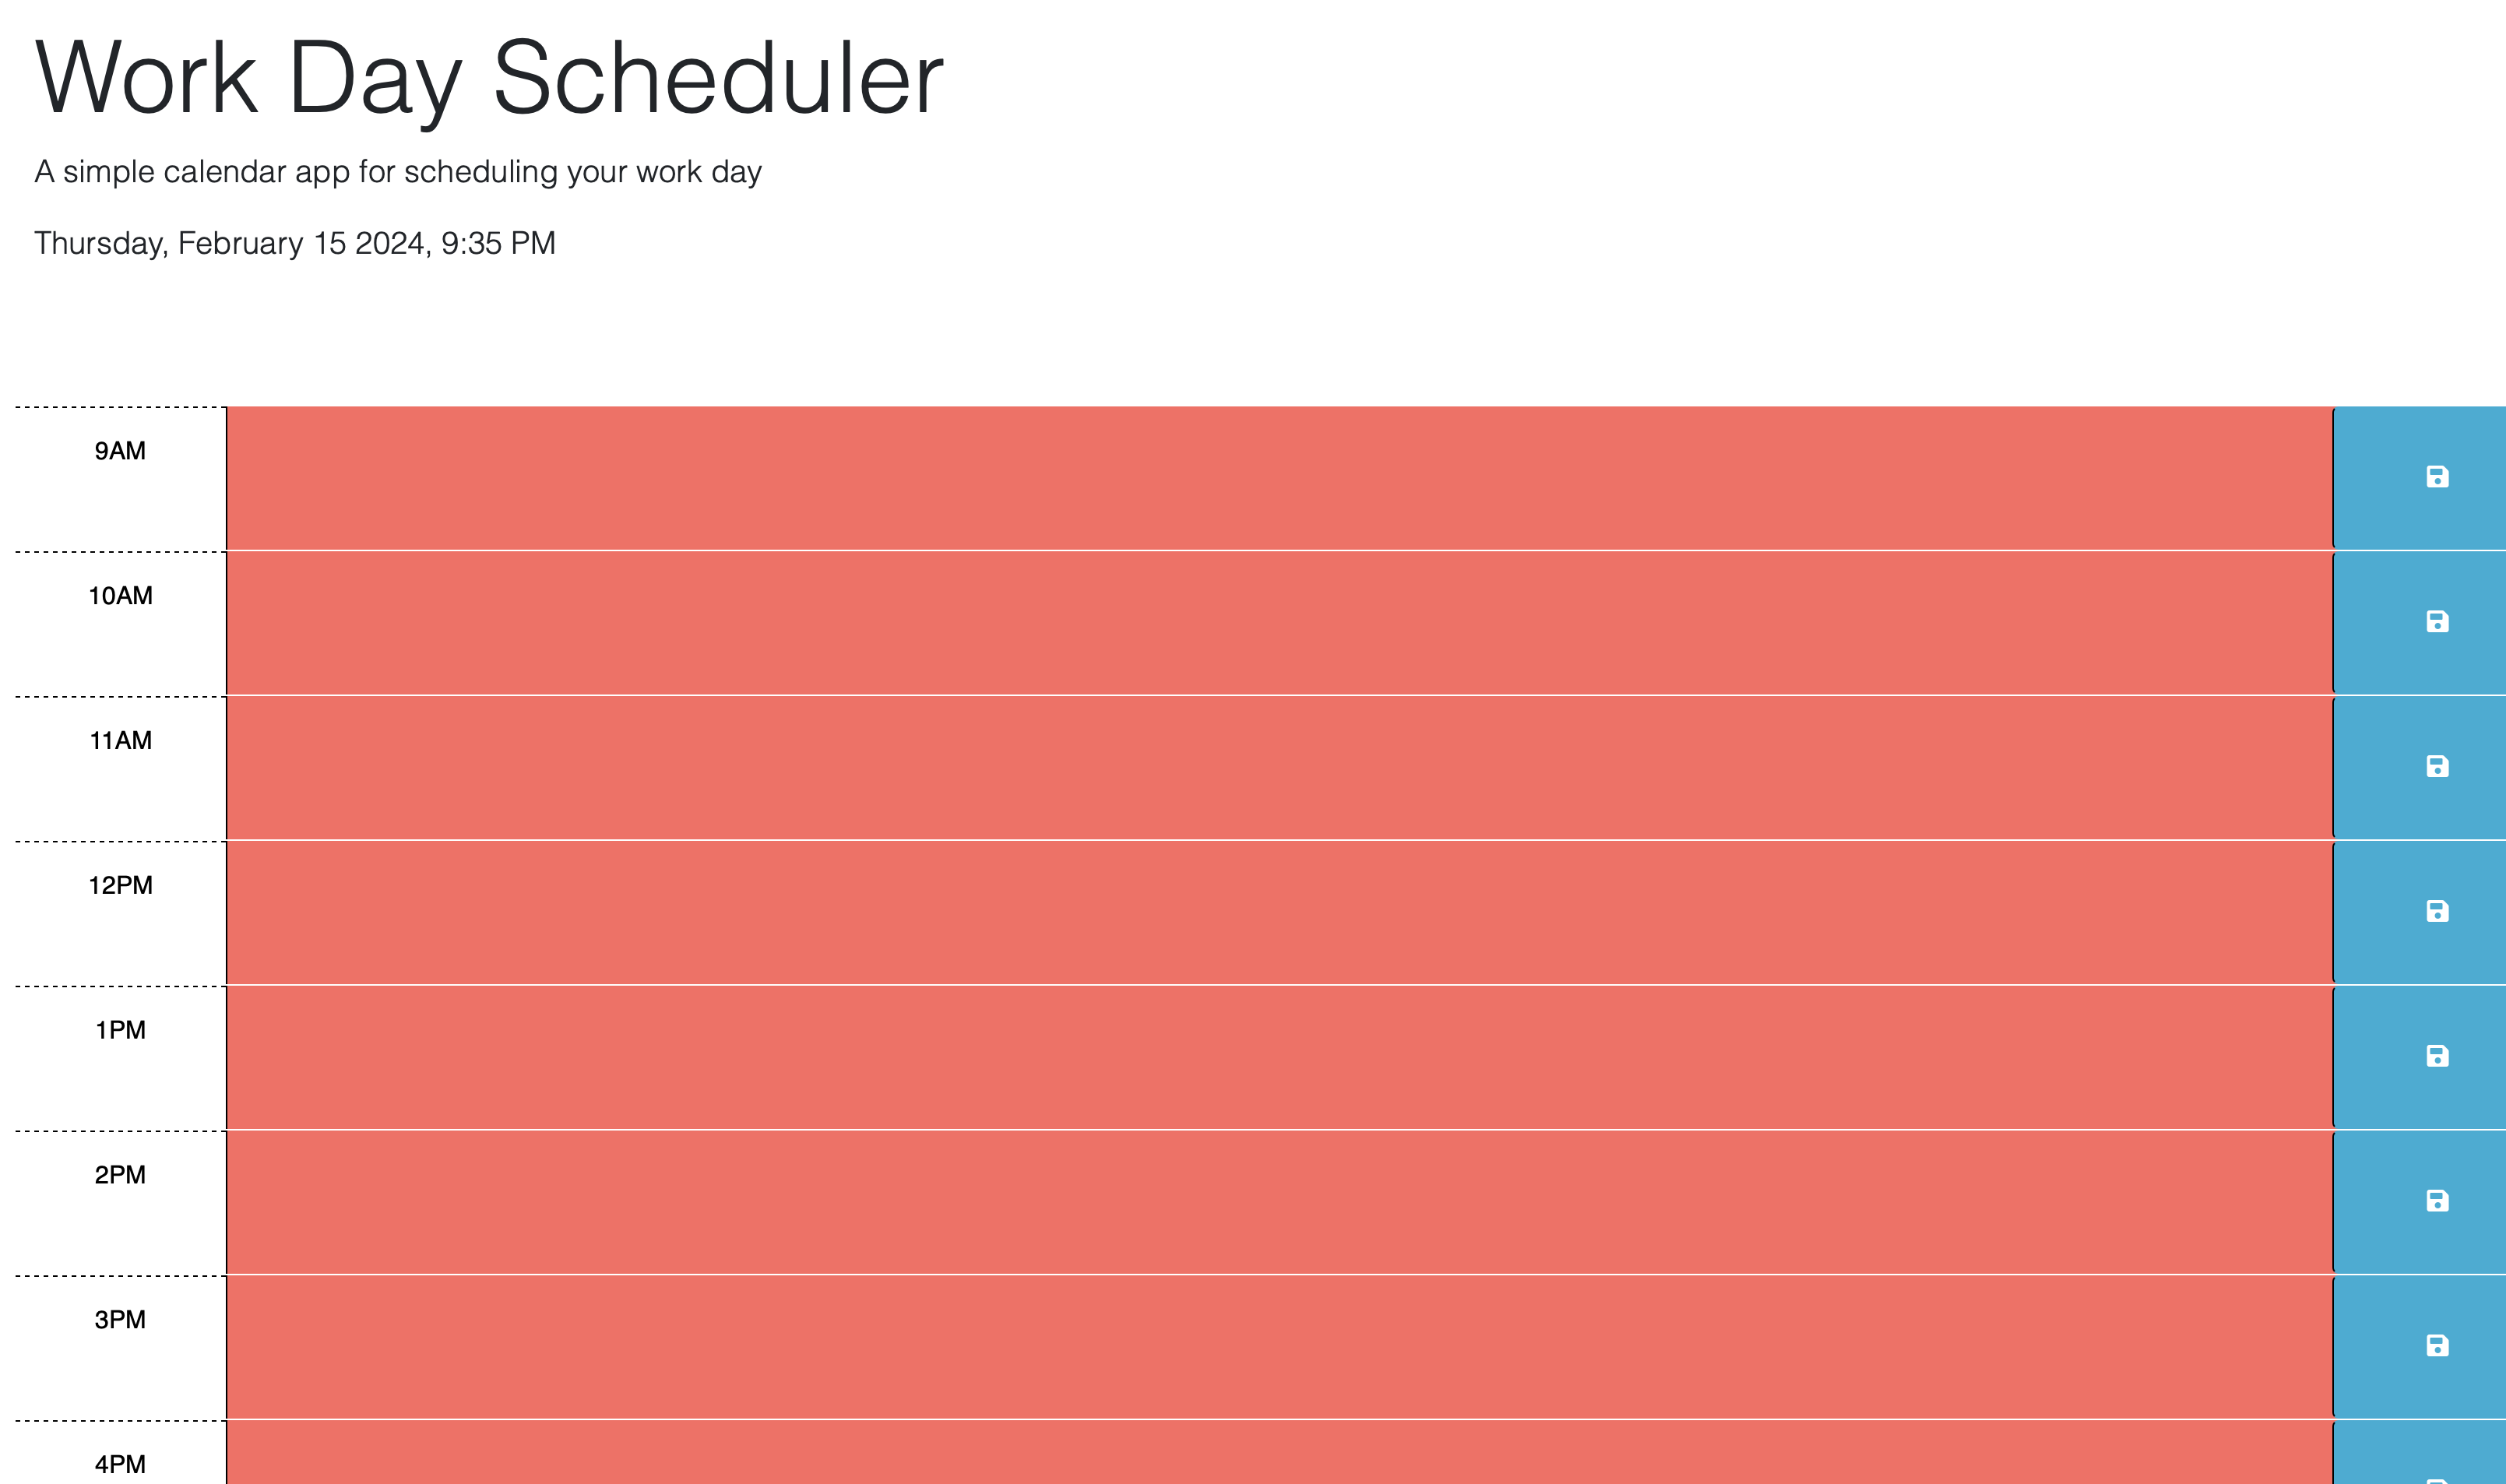 Work Day Scheduler
A simple calendar app for scheduling your work day
Thursday, February 15 2024, 9:35 PM
9AM
10AM
11AM
12PM
1PM
2PM
3PM
4PM